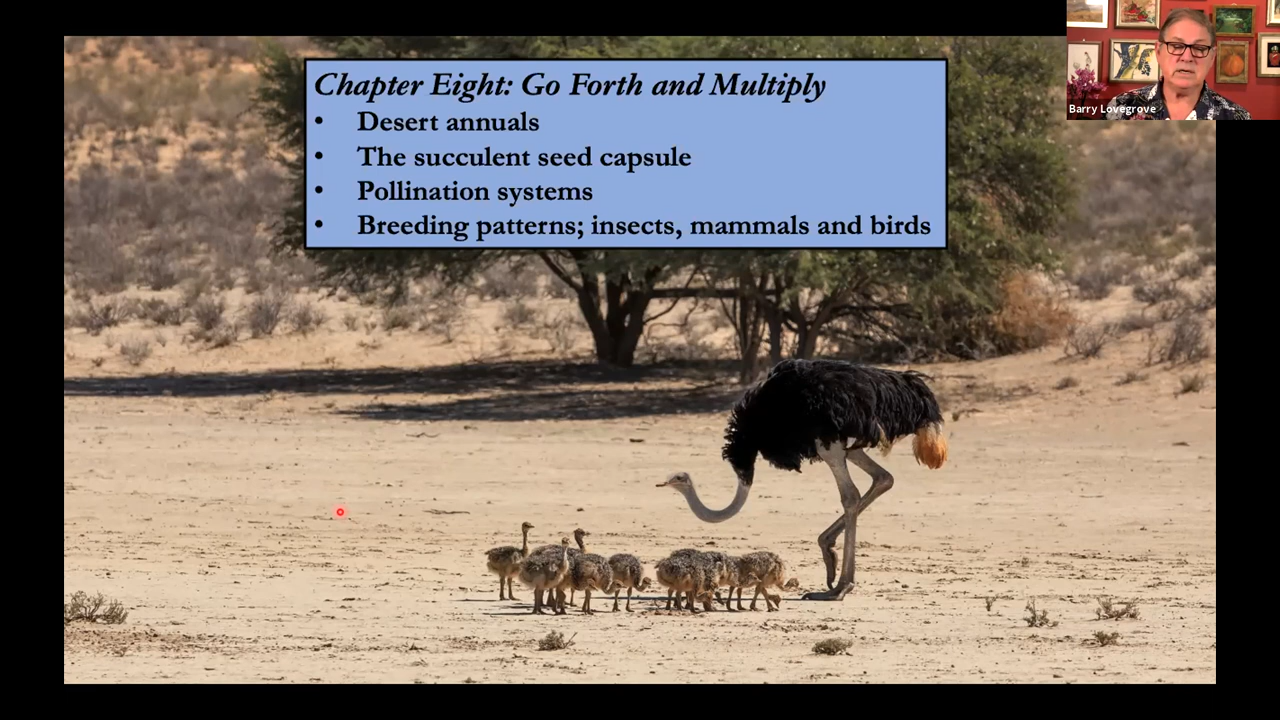 Chapter Eight: Go Forth and Multiply
• Desert annuals
• The succulent seed capsule
• Pollination systems
• Breeding patterns; insects, mammals and birds
Barry Lovegrove